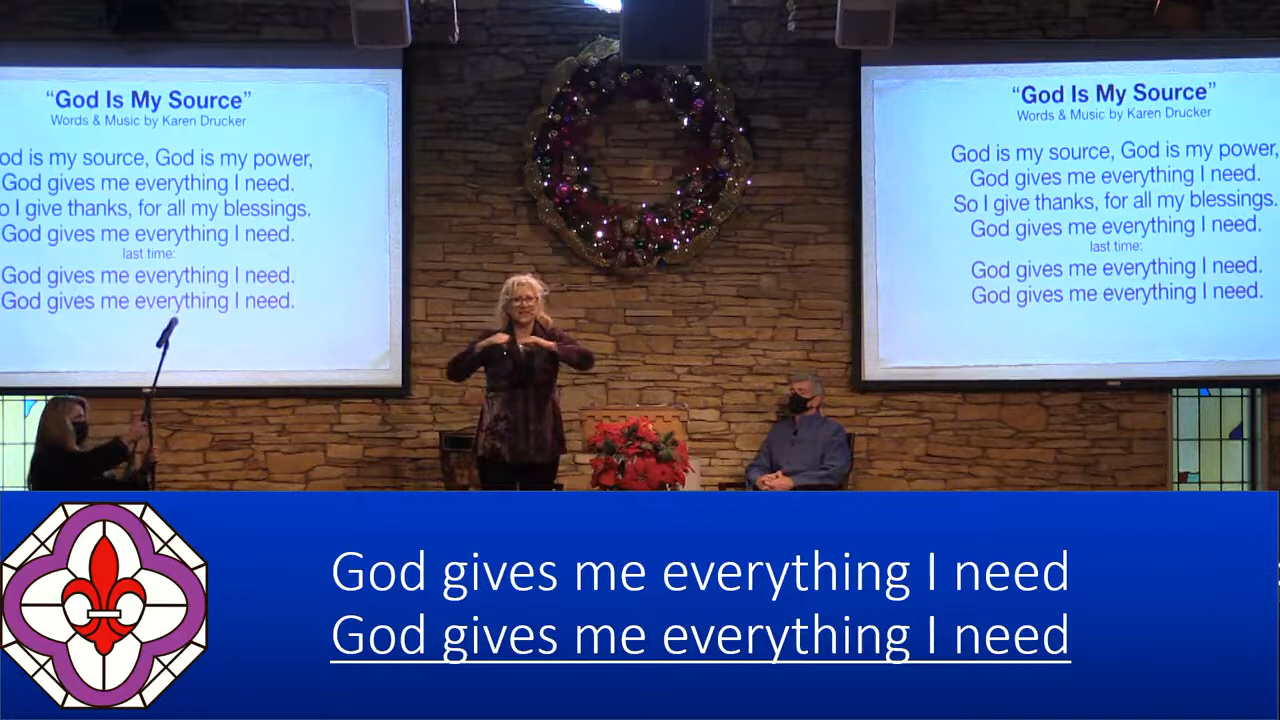 “God Is My Source”
Words & Music by Karen Drucker
od is my source, God is my power,
God gives me everything I need.
o I give thanks, for all my blessings.
God gives me everything I need.
last time:
God gives me everything I need.
God gives me everything I need.
“God Is My Source”
Words & Music by Karen Drucker
God is my source, God is my power,
God gives me everything I need.
So I give thanks, for all my blessings.
God gives me everything I need.
last time:
God gives me everything I need.
God gives me everything I need.
God gives me everything I need
God gives me everything I need